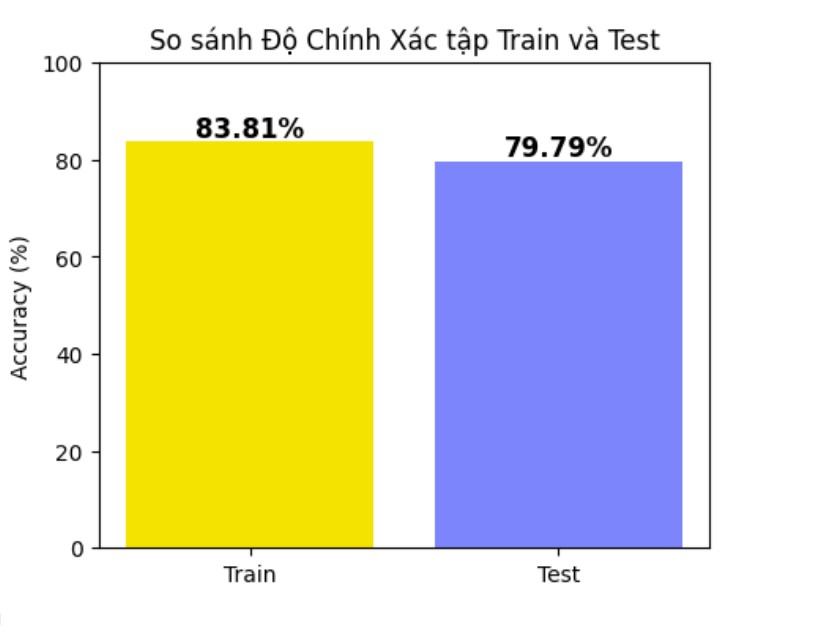 So sánh Độ Chính Xác tập Train và Test
100
80
60
40
20
0
Accuracy (%)
83.81%
79.79%
Train
Test